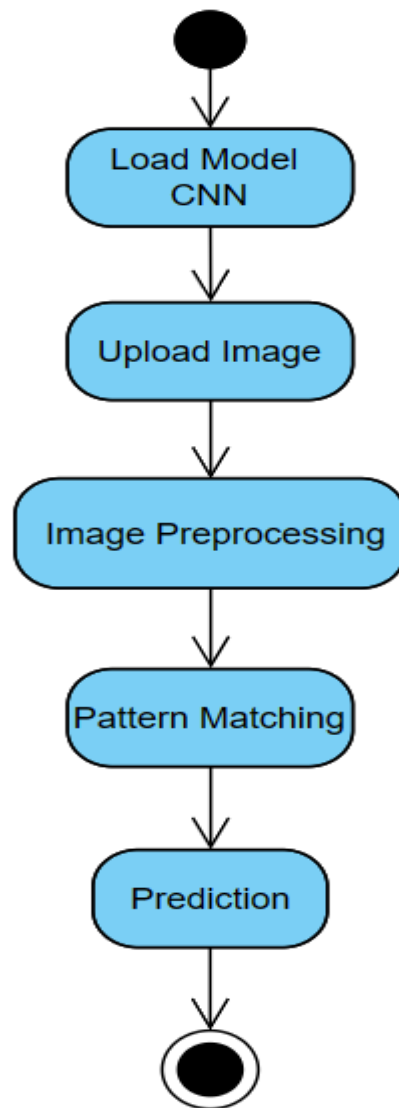 Load Model
CNN
Upload Image
Image Preprocessing
Pattern Matching
Prediction